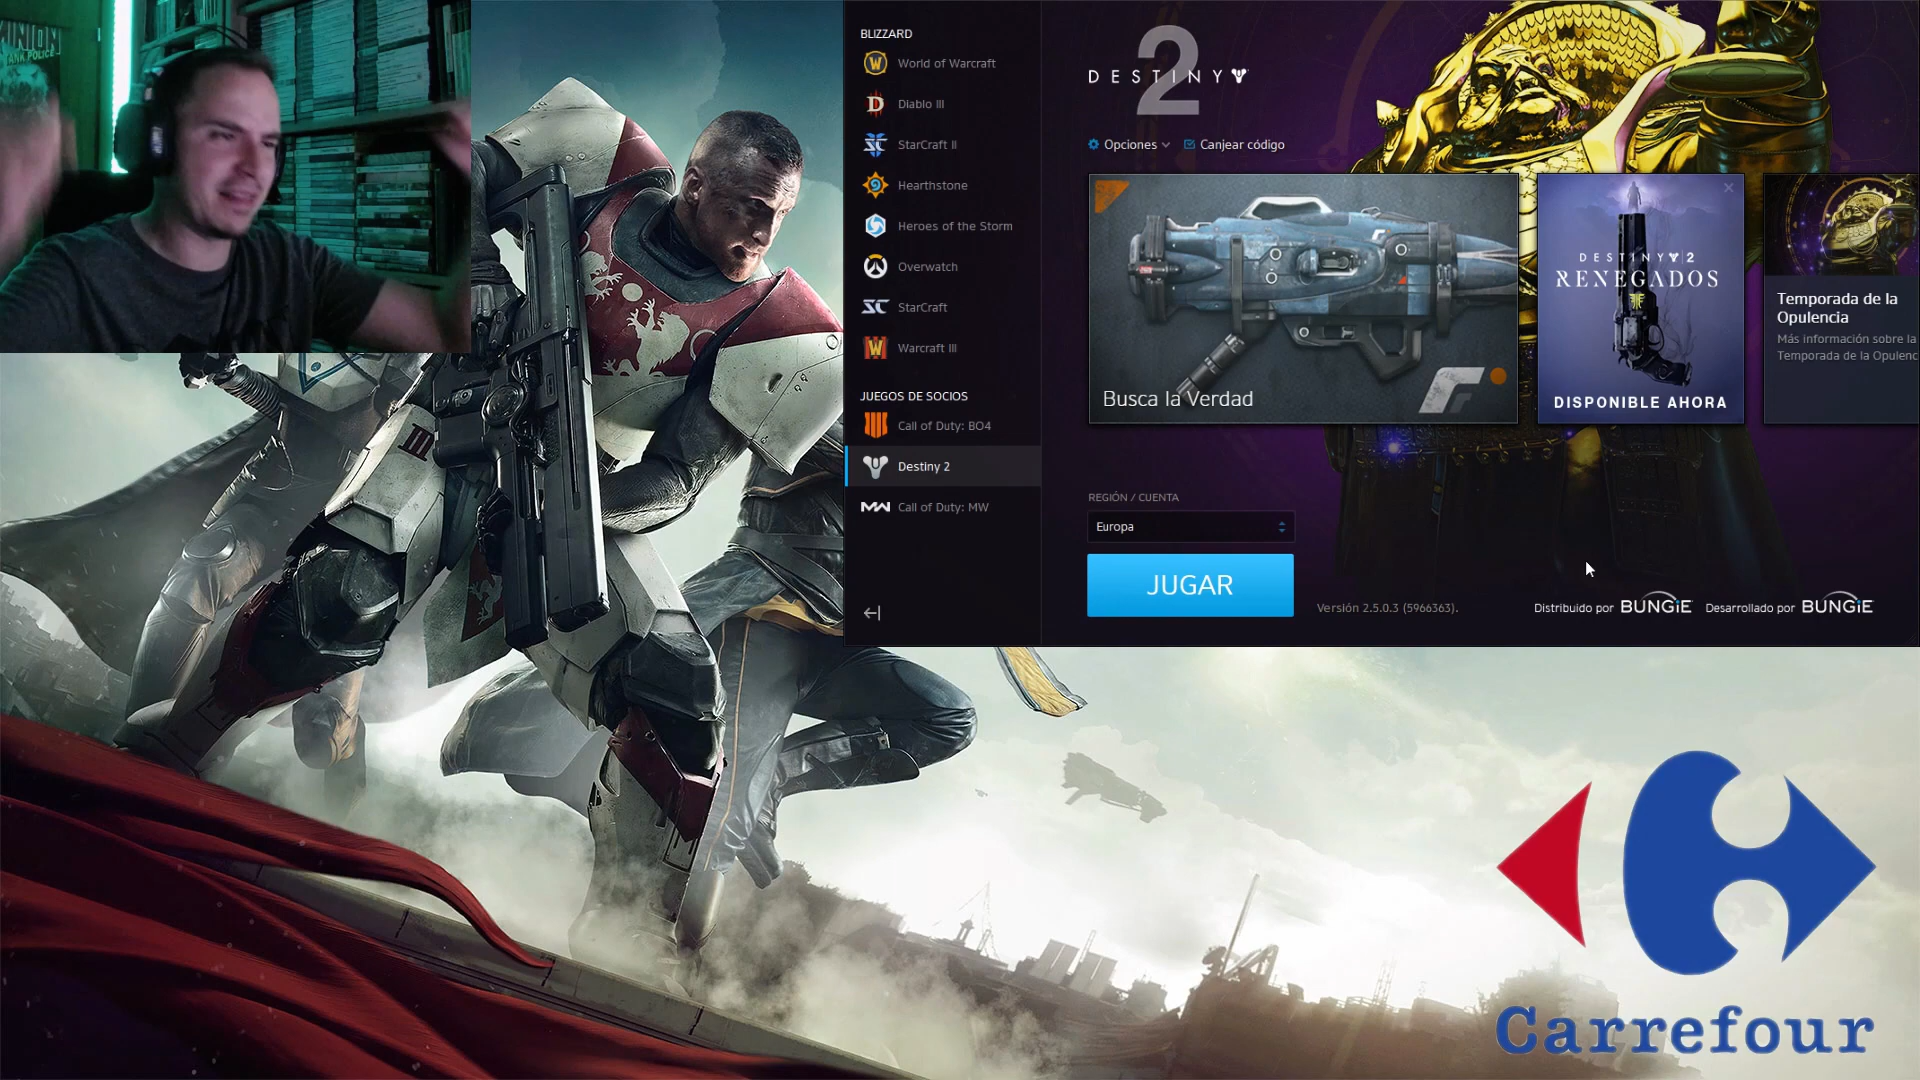 MINION
TANK POLICE
BLIZZARD
World of Warcraft
Diablo III
StarCraft II
Hearthstone
Heroes of the Storm
Overwatch
StarCraft
Warcraft III
JUEGOS DE SOCIOS
Call of Duty: BO4
Destiny 2
Call of Duty: MW
DESTINY 2
Opciones
Canjear código
Busca la Verdad
DESTINY 2
RENEGADOS
DISPONIBLE AHORA
Temporada de la
Opulencia
Más información sobre la
Temporada de la Opulenc
REGIÓN / CUENTA
Europa
JUGAR
Versión 2.5.0.3 (5966363).
Distribuido por BUNGiE
Desarrollado por BUNGiE
Carrefour